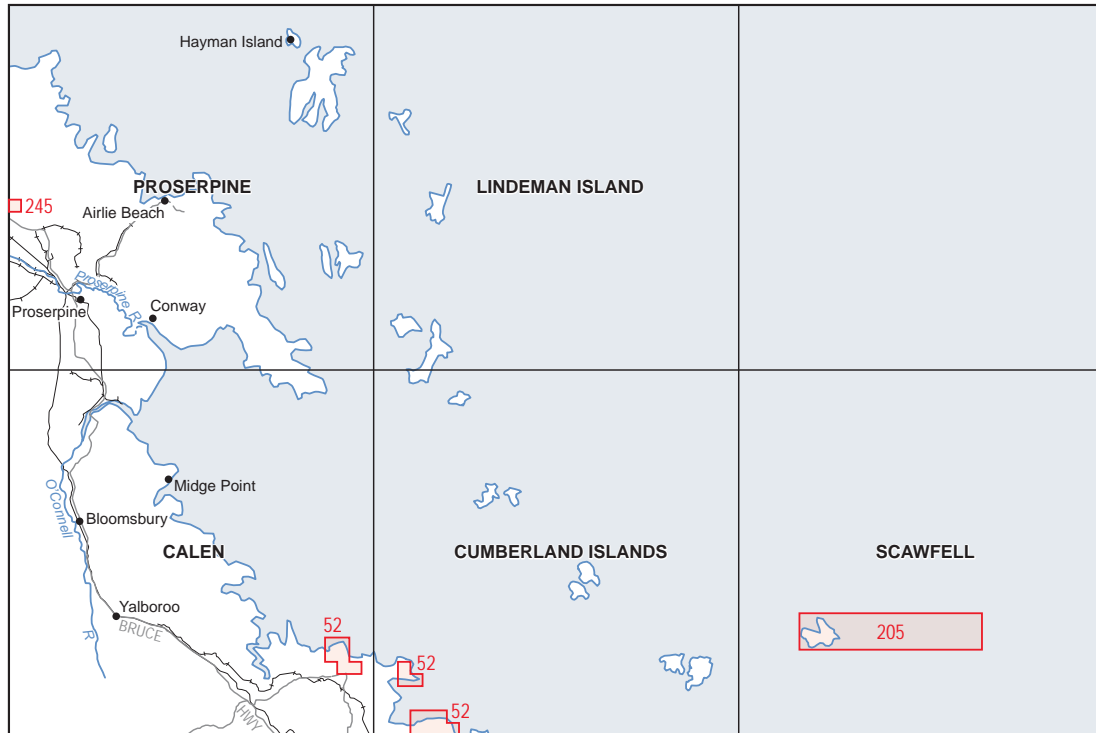 Hayman Island
PROSERPINE
LINDEMAN ISLAND
245
Airlie Beach
Proserpine R
Proserpine
Conway
Midge Point
O'Connell
R
Bloomsbury
CALEN
CUMBERLAND ISLANDS
SCAWFELL
Yalboroo
BRUCE
HWY
52
205
52
52